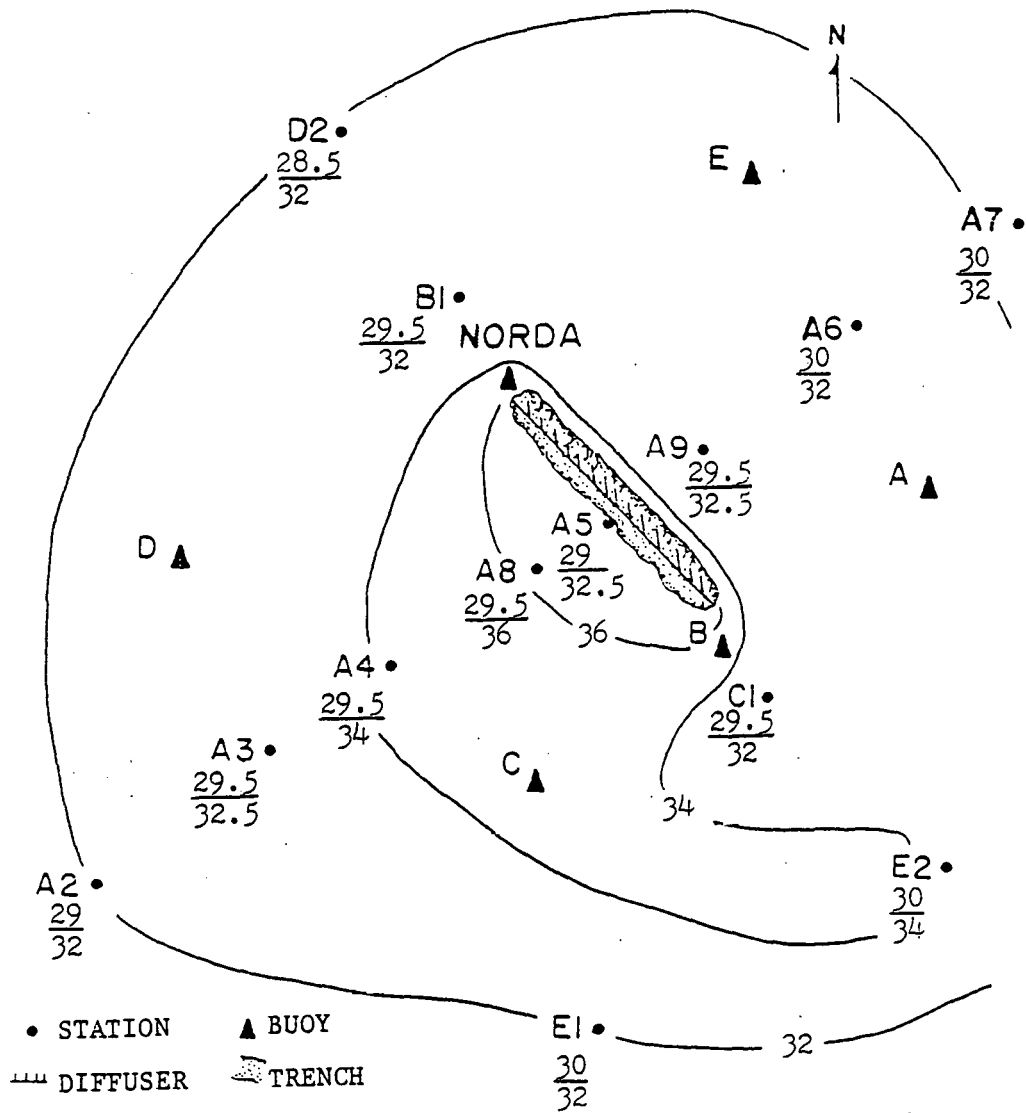 N
D2
28.5
32
E
A7
30
32
B1
29.5
32
NORDA
A6
30
32
A9
29.5
32.5
A
D
A5
29
32.5
A8
29.5
36
36
B
A4
29.5
34
C1
29.5
32
A3
29.5
32.5
C
34
E2
30
34
A2
29
32
E1
30
32
32
STATION
BUOY
DIFFUSER
TRENCH